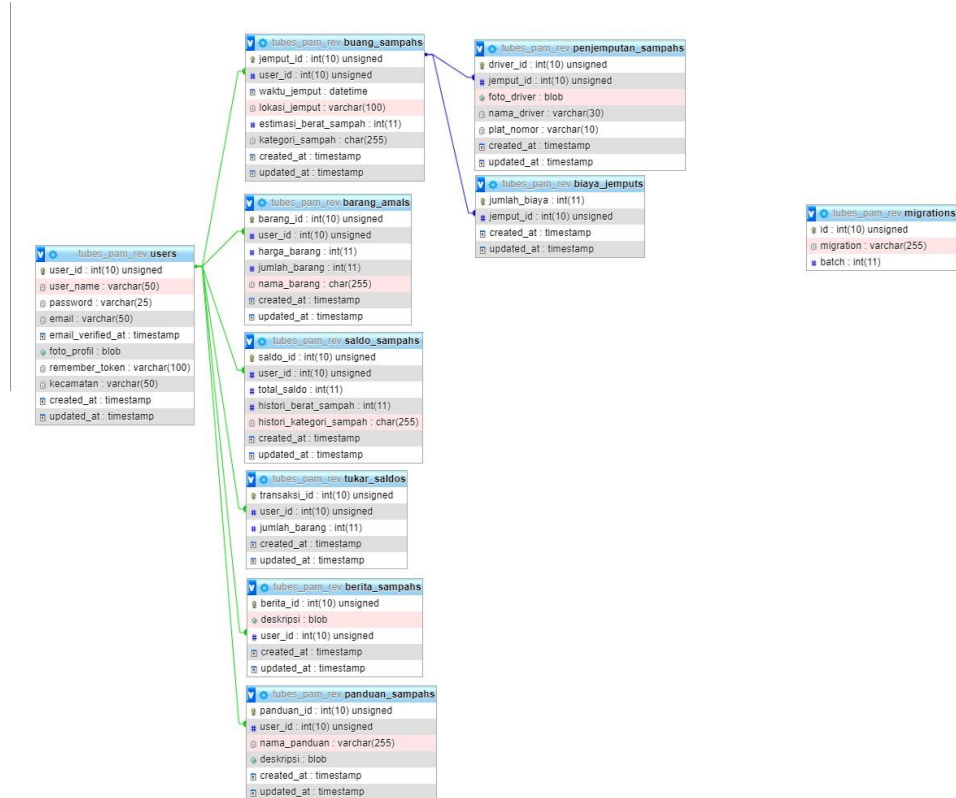 tubes_pam_rev users
user_id : int(10) unsigned
user_name : varchar(50)
password : varchar(25)
email : varchar(50)
email_verified_at : timestamp
foto_profil : blob
remember_token : varchar(100)
kecamatan : varchar(50)
created_at : timestamp
updated_at : timestamp
tubes_pam_rev buang_sampahs
jemput_id : int(10) unsigned
user_id : int(10) unsigned
waktu_jemput : datetime
lokasi_jemput : varchar(100)
estimasi_berat_sampah : int(11)
kategori_sampah : char(255)
created_at : timestamp
updated_at : timestamp
tubes_pam_rev barang_amals
barang_id : int(10) unsigned
user_id : int(10) unsigned
harga_barang : int(11)
jumlah_barang : int(11)
nama_barang : char(255)
created_at : timestamp
updated_at : timestamp
tubes_pam_rev saldo_sampahs
saldo_id : int(10) unsigned
user_id : int(10) unsigned
total_saldo : int(11)
histori_berat_sampah : int(11)
histori_kategori_sampah : char(255)
created_at : timestamp
updated_at : timestamp
tubes_pam_rev tukar_saldos
transaksi_id : int(10) unsigned
user_id : int(10) unsigned
jumlah_barang : int(11)
created_at : timestamp
updated_at : timestamp
tubes_pam_rev berita_sampahs
berita_id : int(10) unsigned
deskripsi : blob
user_id : int(10) unsigned
created_at : timestamp
updated_at : timestamp
tubes_pam_rev panduan_sampahs
panduan_id : int(10) unsigned
user_id : int(10) unsigned
nama_panduan : varchar(255)
deskripsi : blob
created_at : timestamp
updated_at : timestamp
tubes_pam_rev penjemputan_sampahs
driver_id : int(10) unsigned
jemput_id : int(10) unsigned
foto_driver : blob
nama_driver : varchar(30)
plat_nomor : varchar(10)
created_at : timestamp
updated_at : timestamp
tubes_pam_rev biaya_jemputs
jumlah_biaya : int(11)
jemput_id : int(10) unsigned
created_at : timestamp
updated_at : timestamp
tubes_pam_rev migrations
id : int(10) unsigned
migration : varchar(255)
batch : int(11)